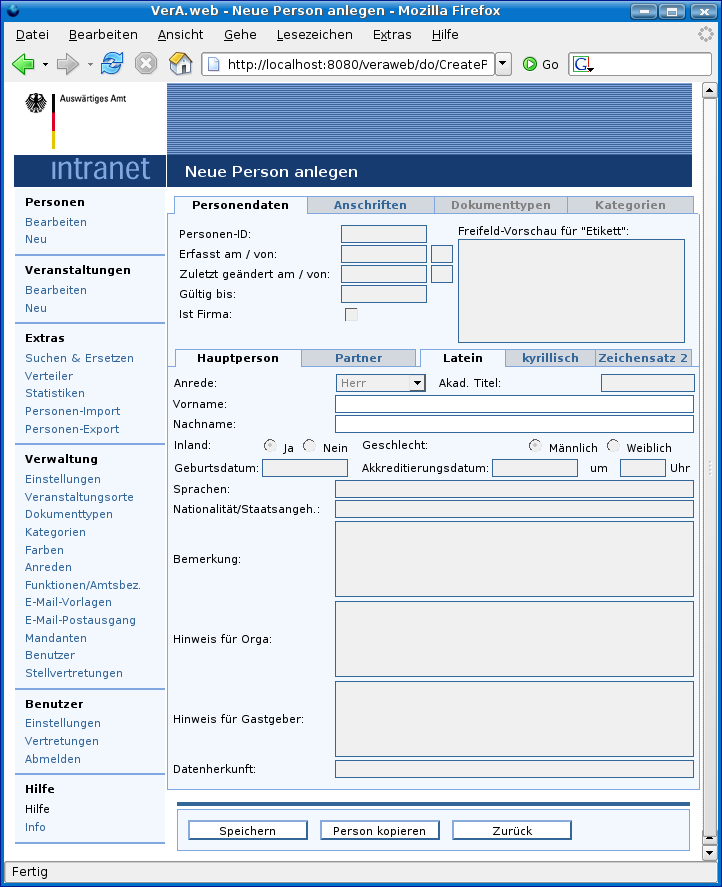 VerA.web - Neue Person anlegen - Mozilla Firefox
Datei Bearbeiten Ansicht Gehe Lesezeichen Extras Hilfe
http://localhost:8080/veraweb/do/CreateP Go G
Auswärtiges Amt
intranet
Neue Person anlegen
Personen
Bearbeiten
Neu
Veranstaltungen
Bearbeiten
Neu
Extras
Suchen & Ersetzen
Verteiler
Statistiken
Personen-Import
Personen-Export
Verwaltung
Einstellungen
Veranstaltungsorte
Dokumenttypen
Kategorien
Farben
Anreden
Funktionen/Amtsbez.
E-Mail-Vorlagen
E-Mail-Postausgang
Mandanten
Benutzer
Stellvertretungen
Benutzer
Einstellungen
Vertretungen
Abmelden
Hilfe
Hilfe
Info
Personendaten Anschriften Dokumenttypen Kategorien
Personen-ID:
Erfasst am / von:
Zuletzt geändert am / von:
Gültig bis:
Ist Firma:
Freifeld-Vorschau für "Etikett":
Hauptperson Partner Latein kyrillisch Zeichensatz 2
Anrede: Herr Akad. Titel:
Vorname:
Nachname:
Inland: Ja Nein Geschlecht: Männlich Weiblich
Geburtsdatum: Akkreditierungsdatum: um Uhr
Sprachen:
Nationalität/Staatsangeh.:
Bemerkung:
Hinweis für Orga:
Hinweis für Gastgeber:
Datenherkunft:
Speichern Person kopieren Zurück
Fertig